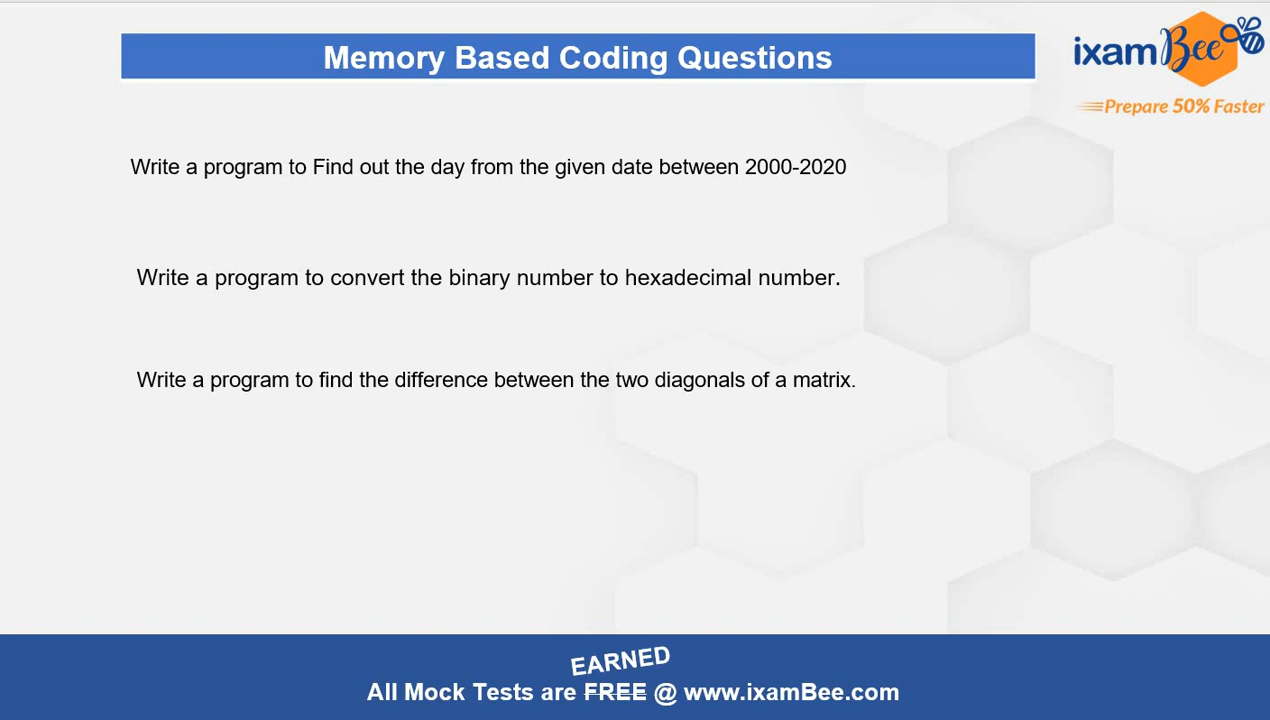 Memory Based Coding Questions
ixamBee
Prepare 50% Faster
Write a program to Find out the day from the given date between 2000-2020
Write a program to convert the binary number to hexadecimal number.
Write a program to find the difference between the two diagonals of a matrix.
EARNED
All Mock Tests are FREE @ www.ixamBee.com